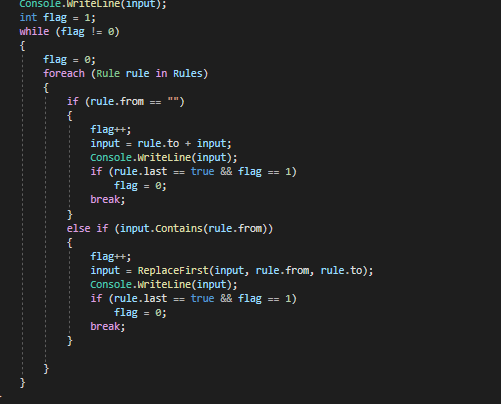 Console.WriteLine(input);
int flag = 1;
while (flag != 0)
{
flag = 0;
foreach (Rule rule in Rules)
{
if (rule.from == "")
{
flag++;
input = rule.to + input;
Console.WriteLine(input);
if (rule.last == true && flag == 1)
flag = 0;
break;
}
else if (input.Contains(rule.from))
{
flag++;
input = ReplaceFirst(input, rule.from, rule.to);
Console.WriteLine(input);
if (rule.last == true && flag == 1)
flag = 0;
break;
}
}
}